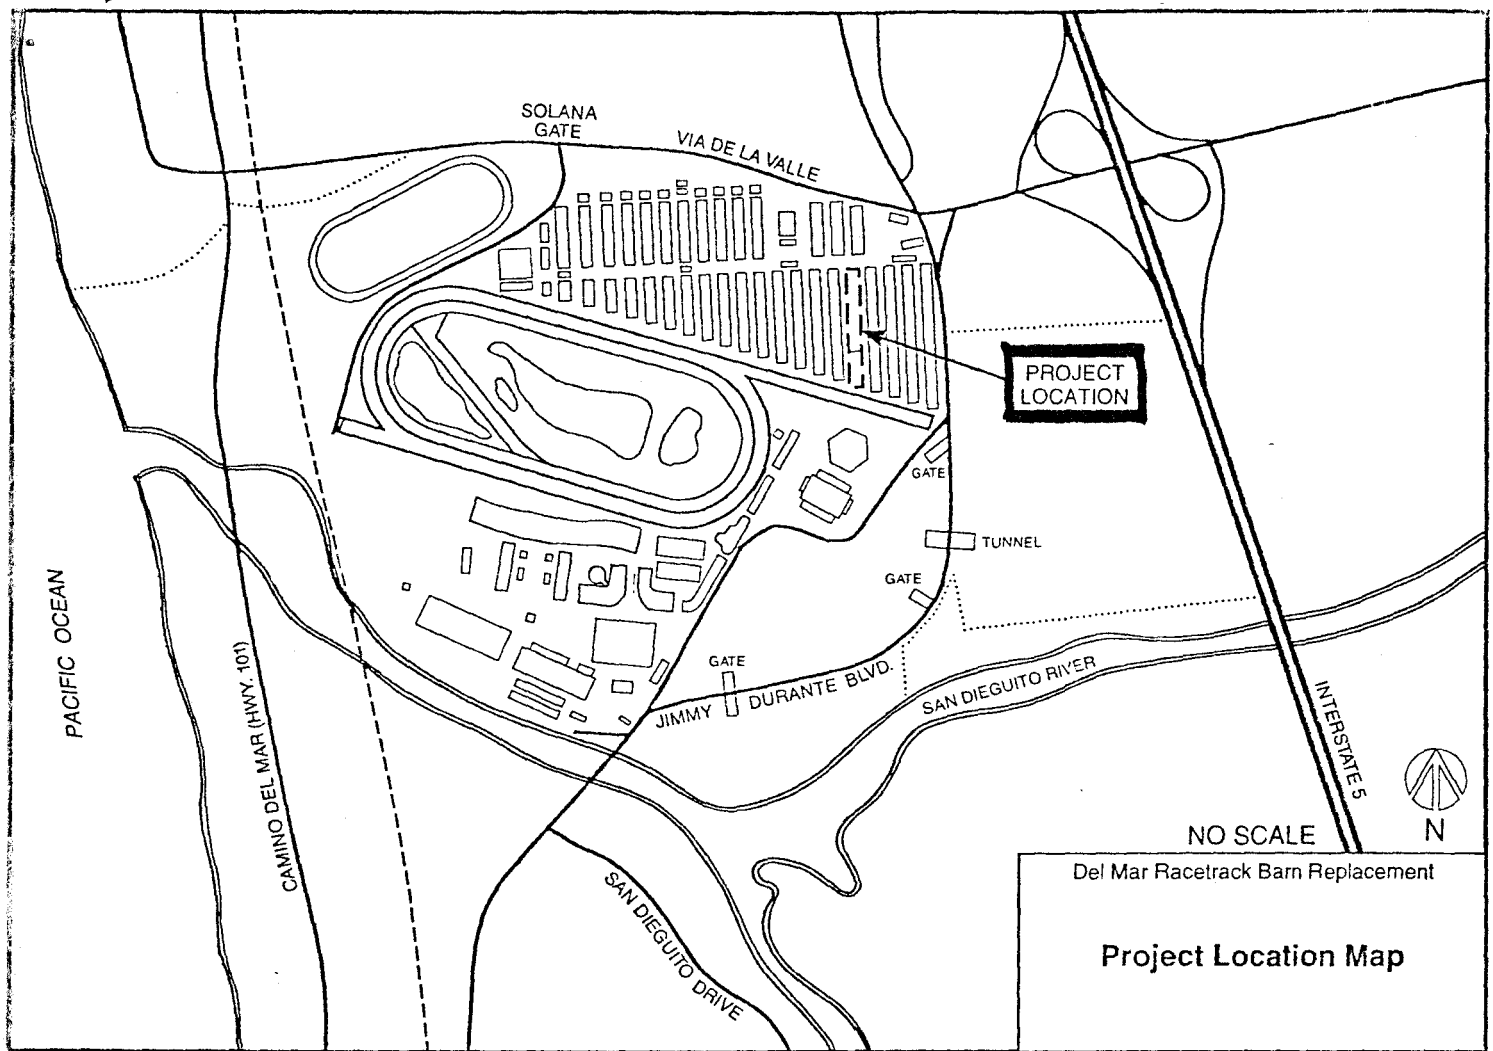 SOLANA
GATE
VIA DE LA VALLE
PROJECT
LOCATION
GATE
TUNNEL
GATE
GATE
JIMMY DURANTE BLVD.
SAN DIEGUITO RIVER
PACIFIC OCEAN
CAMINO DEL MAR (HWY. 101)
INTERSTATE 5
SAN DIEGUITO DRIVE
N
NO SCALE
Del Mar Racetrack Barn Replacement
Project Location Map